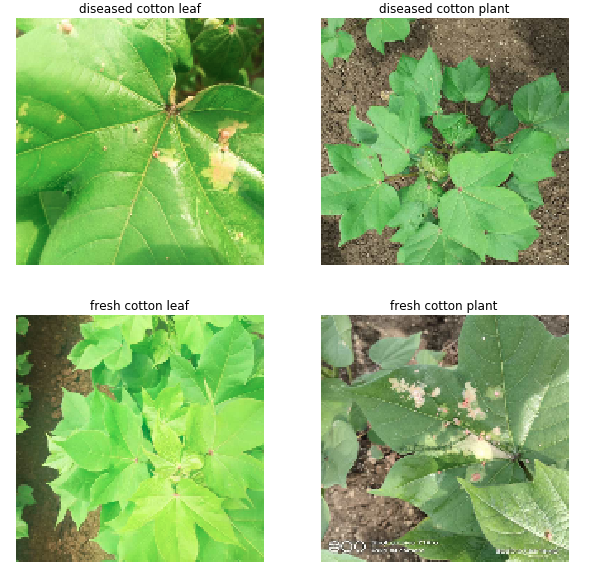 diseased cotton leaf
diseased cotton plant
fresh cotton leaf
fresh cotton plant